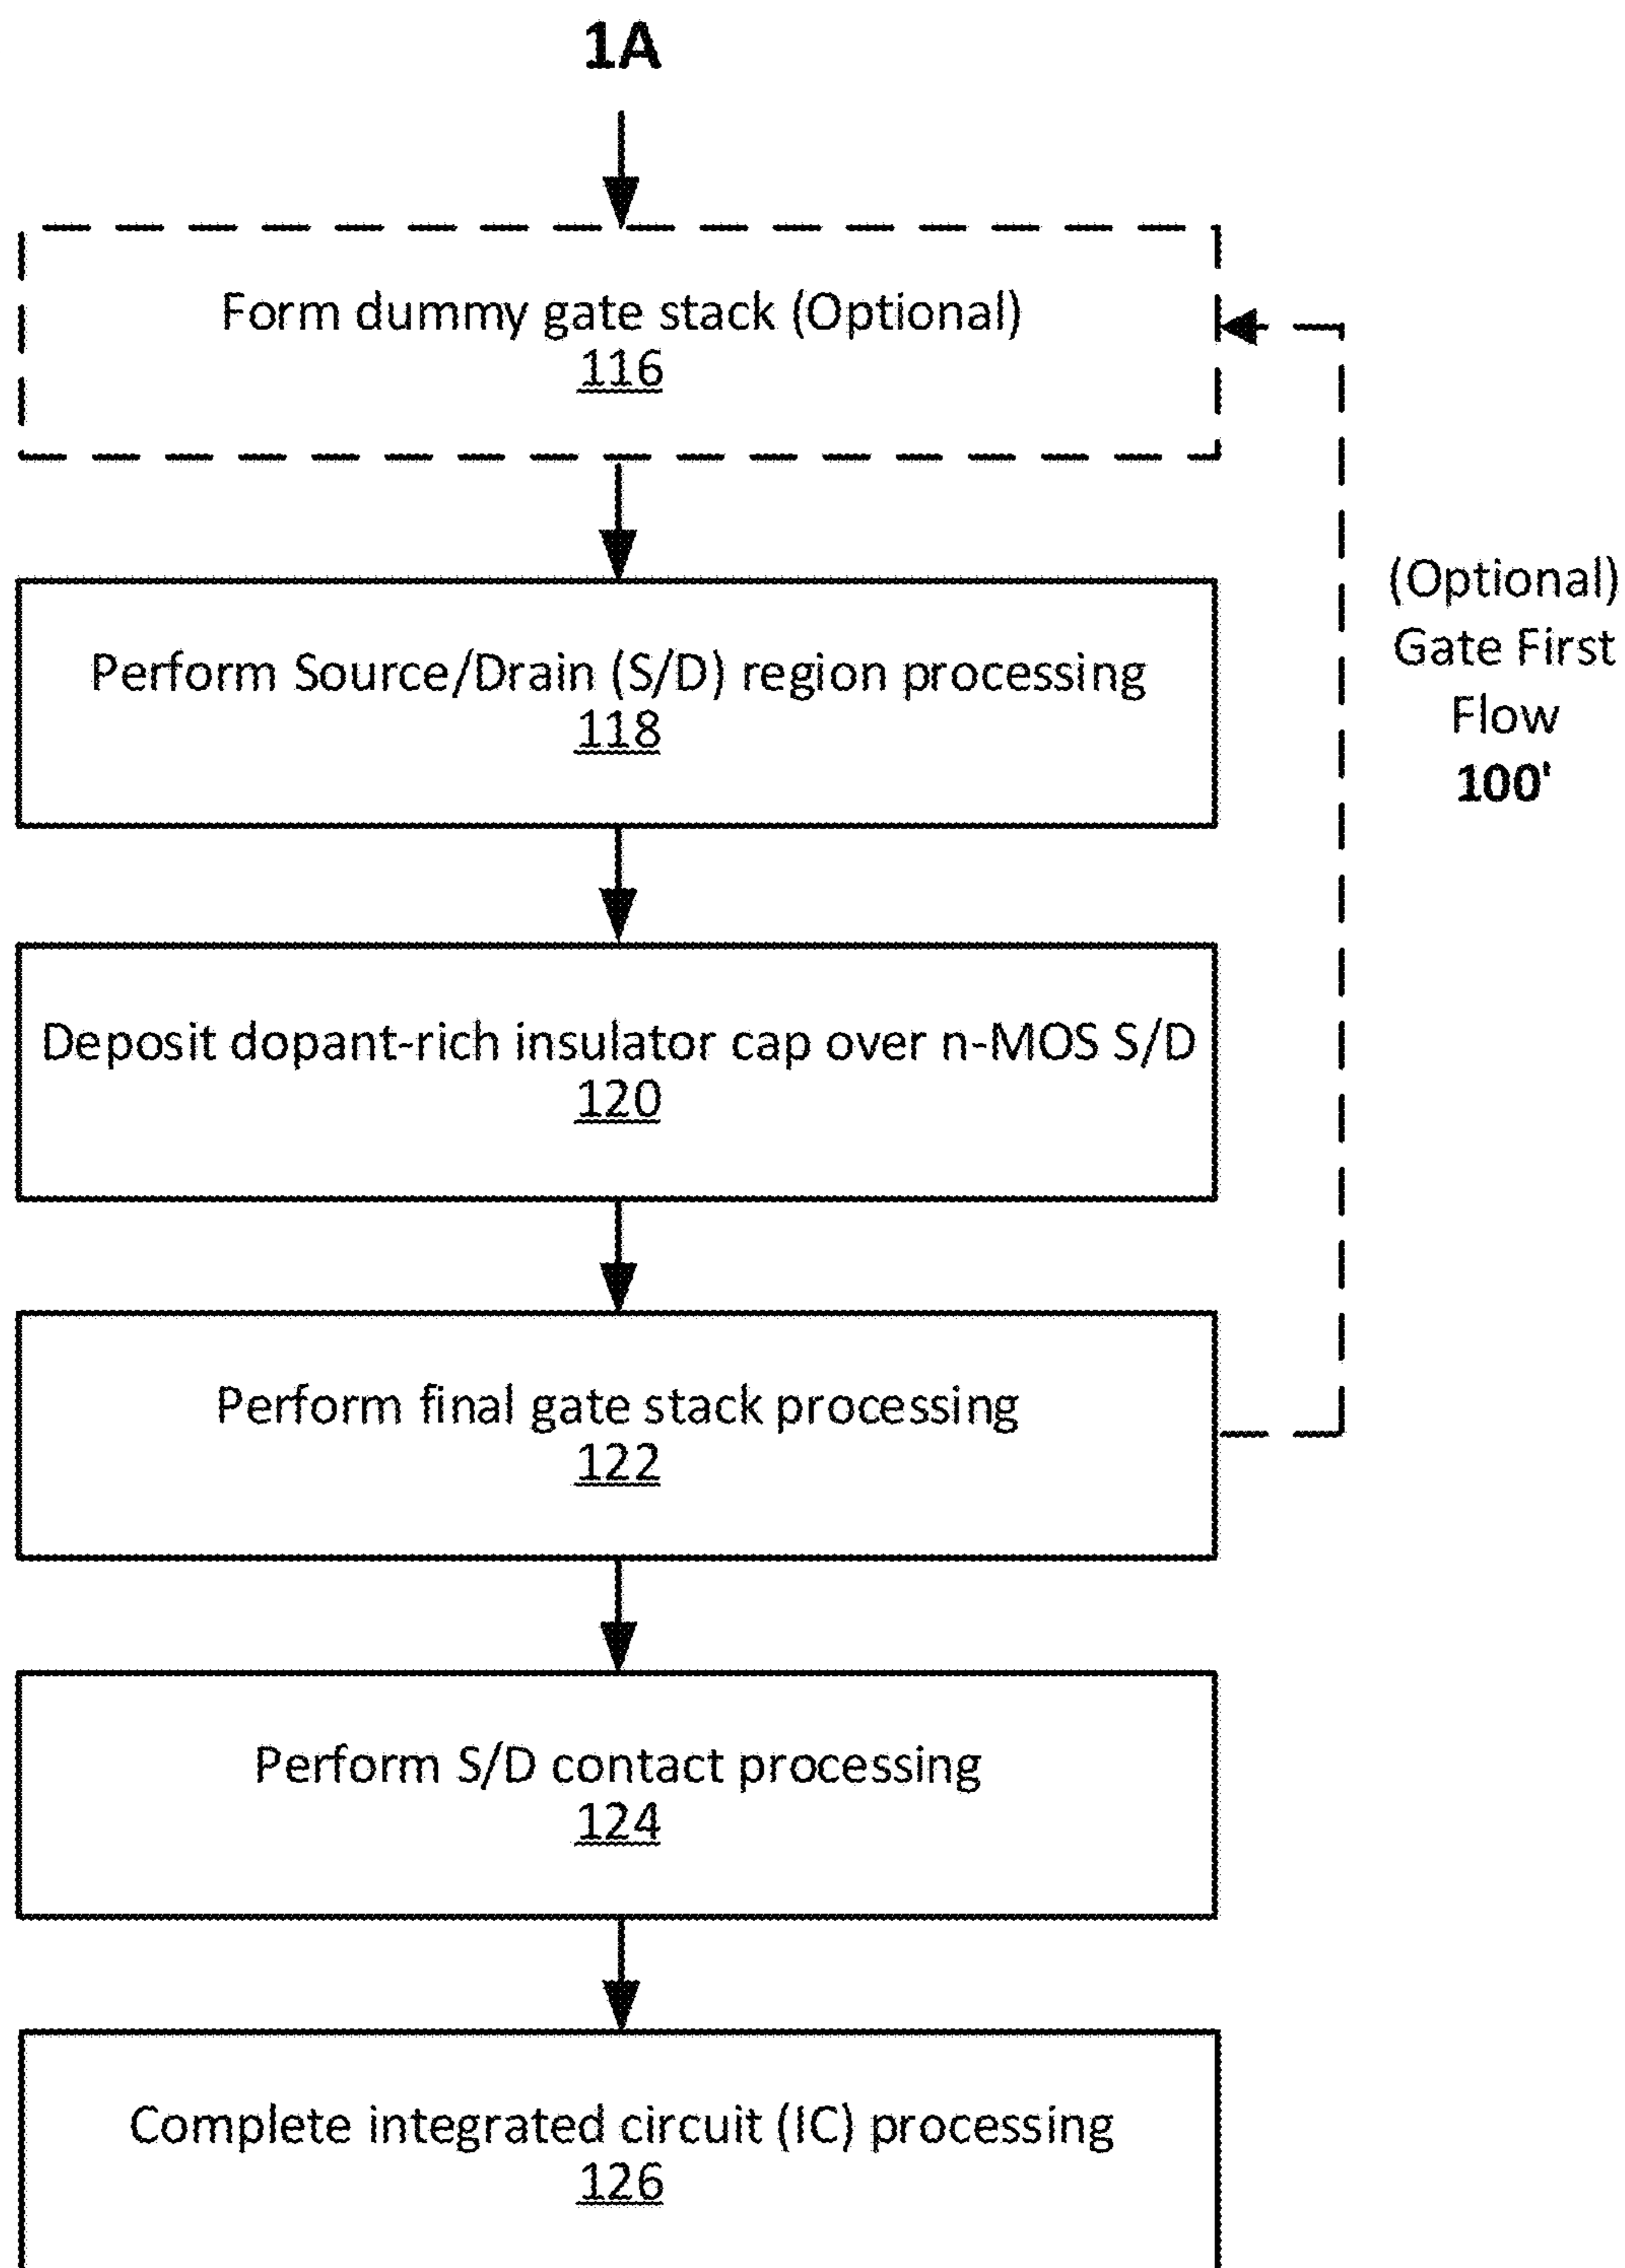 1A
Form dummy gate stack (Optional)
116
Perform Source/Drain (S/D) region processing
118
(Optional)
Gate First
Flow
100'
Deposit dopant-rich insulator cap over n-MOS S/D
120
Perform final gate stack processing
122
Perform S/D contact processing
124
Complete integrated circuit (IC) processing
126